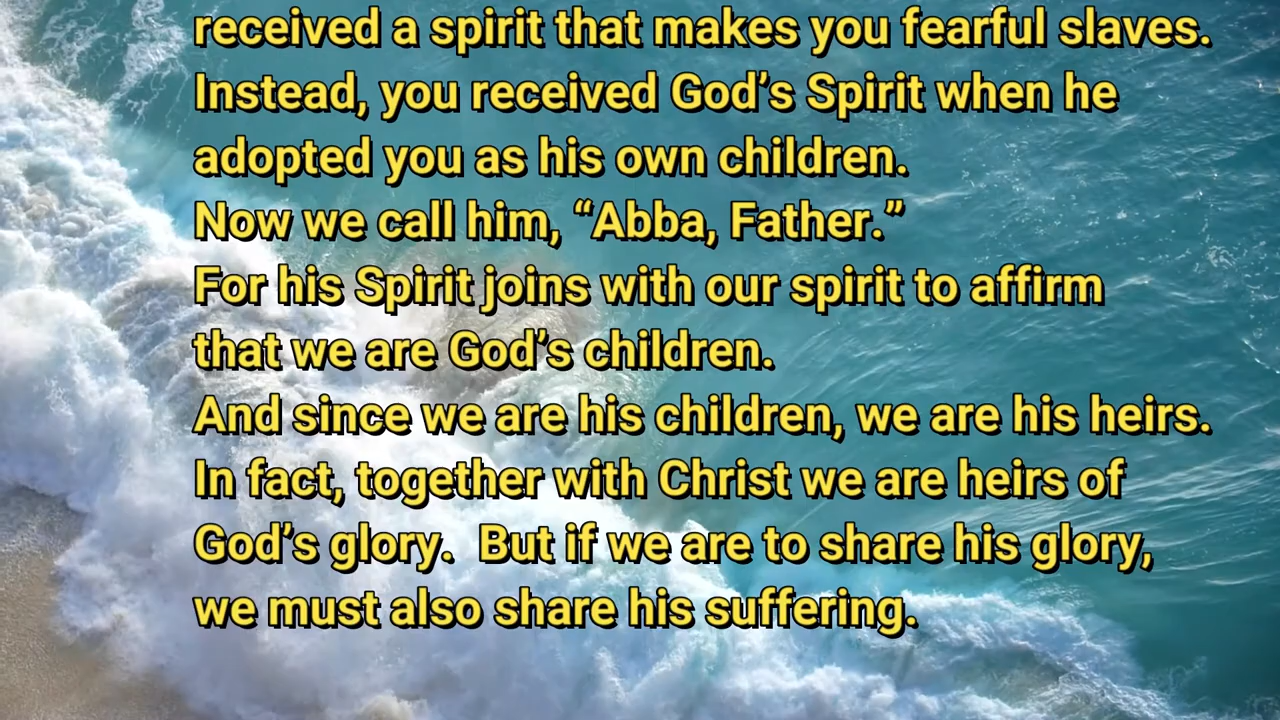 received a spirit that makes you fearful slaves.
Instead, you received God’s Spirit when he
adopted you as his own children.
Now we call him, “Abba, Father.”
For his Spirit joins with our spirit to affirm
that we are God’s children.
And since we are his children, we are his heirs.
In fact, together with Christ we are heirs of
God’s glory.  But if we are to share his glory,
we must also share his suffering.